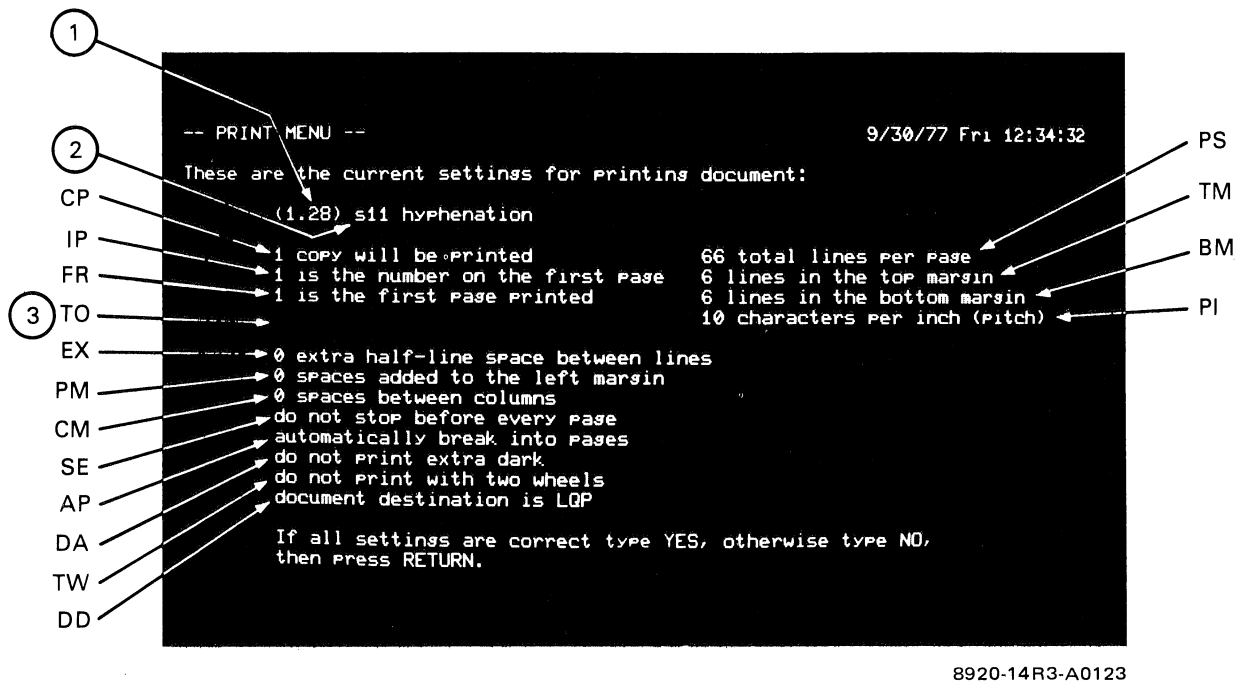 1
-- PRINT MENU -- 9/30/77 Fri 12:34:32
PS
2
These are the current settings for printing document:
TM
CP
(1.28) s11 hyphenation
IP
1 copy will be printed 66 total lines per page
BM
FR
1 is the number on the first page 6 lines in the top margin
1 is the first page printed 6 lines in the bottom margin
3 TO
10 characters per inch (pitch)
PI
EX
0 extra half-line space between lines
PM
0 spaces added to the left margin
CM
0 spaces between columns
do not stop before every page
SE
automatically break into pages
AP
do not print extra dark
do not print with two wheels
DA
document destination is LQP
TW
If all settings are correct type YES, otherwise type NO,
then press RETURN.
DD
8920-14R3-A0123